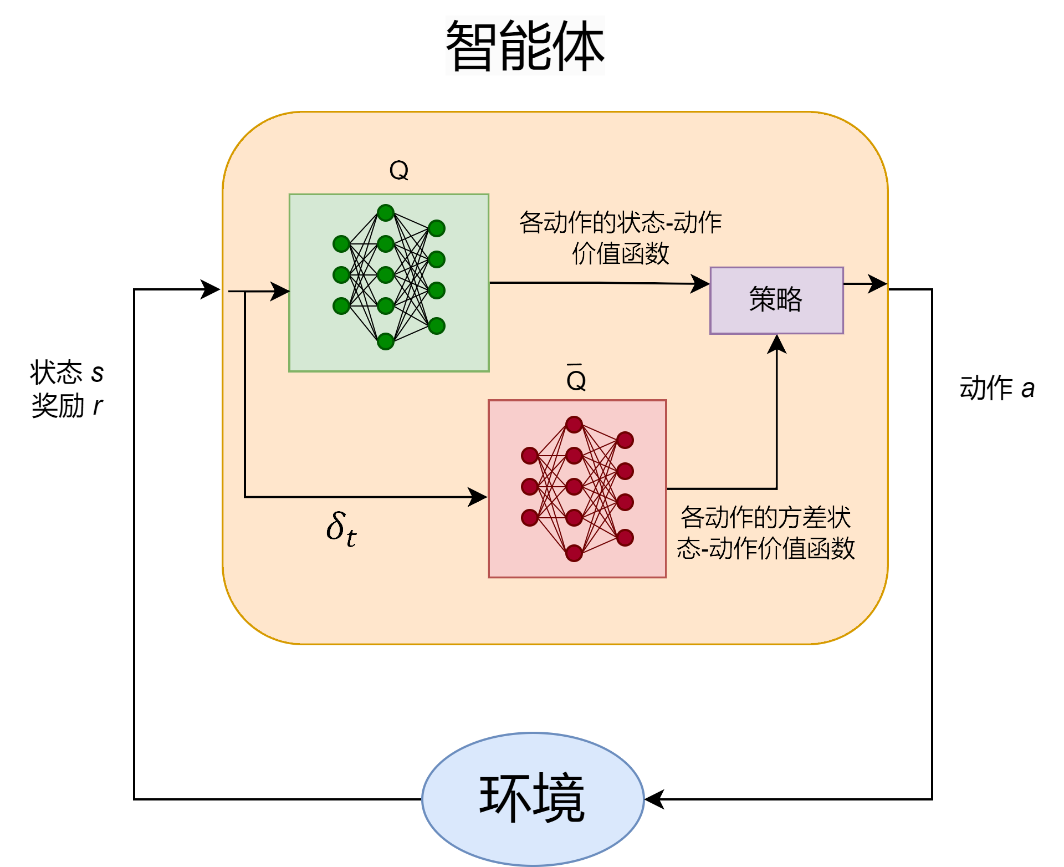 智能体
Q
各动作的状态-动作
价值函数
策略
状态 s
奖励 r
Q̄
动作 a
δt
各动作的方差状
态-动作价值函数
环境